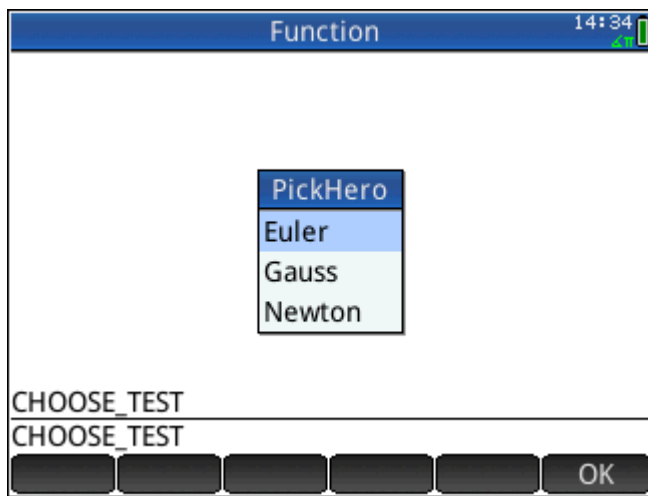 Function
14:34
∡π
PickHero
Euler
Gauss
Newton
CHOOSE_TEST
CHOOSE_TEST
OK